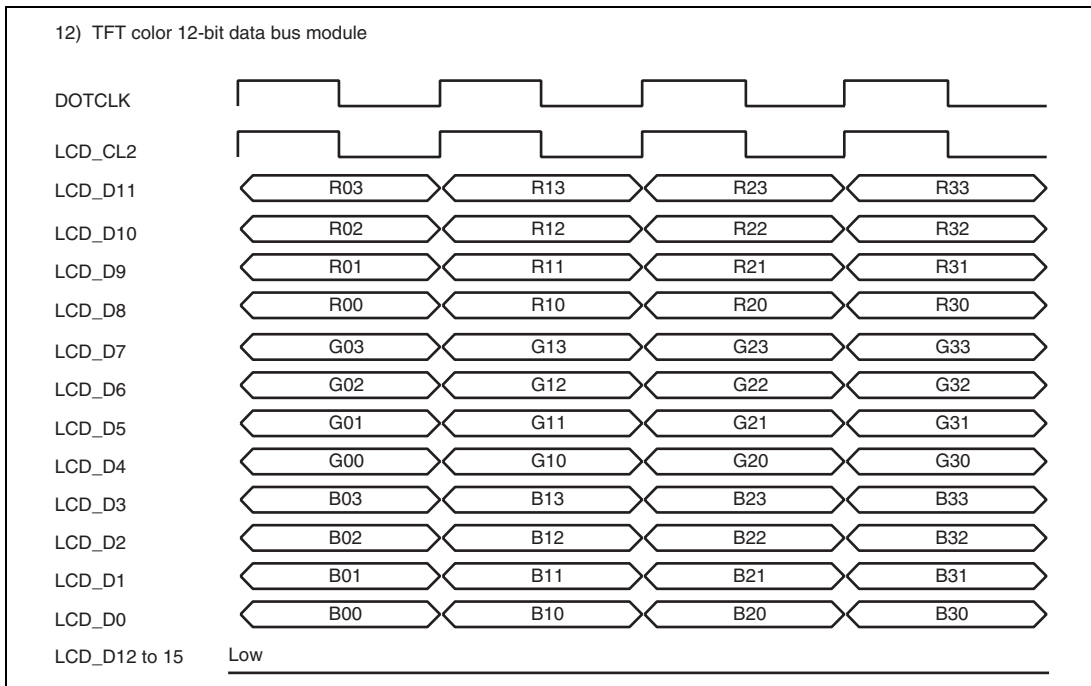 12) TFT color 12-bit data bus module
DOTCLK
LCD_CL2
LCD_D11 R03 R13 R23 R33
LCD_D10 R02 R12 R22 R32
LCD_D9 R01 R11 R21 R31
LCD_D8 R00 R10 R20 R30
LCD_D7 G03 G13 G23 G33
LCD_D6 G02 G12 G22 G32
LCD_D5 G01 G11 G21 G31
LCD_D4 G00 G10 G20 G30
LCD_D3 B03 B13 B23 B33
LCD_D2 B02 B12 B22 B32
LCD_D1 B01 B11 B21 B31
LCD_D0 B00 B10 B20 B30
LCD_D12 to 15 Low